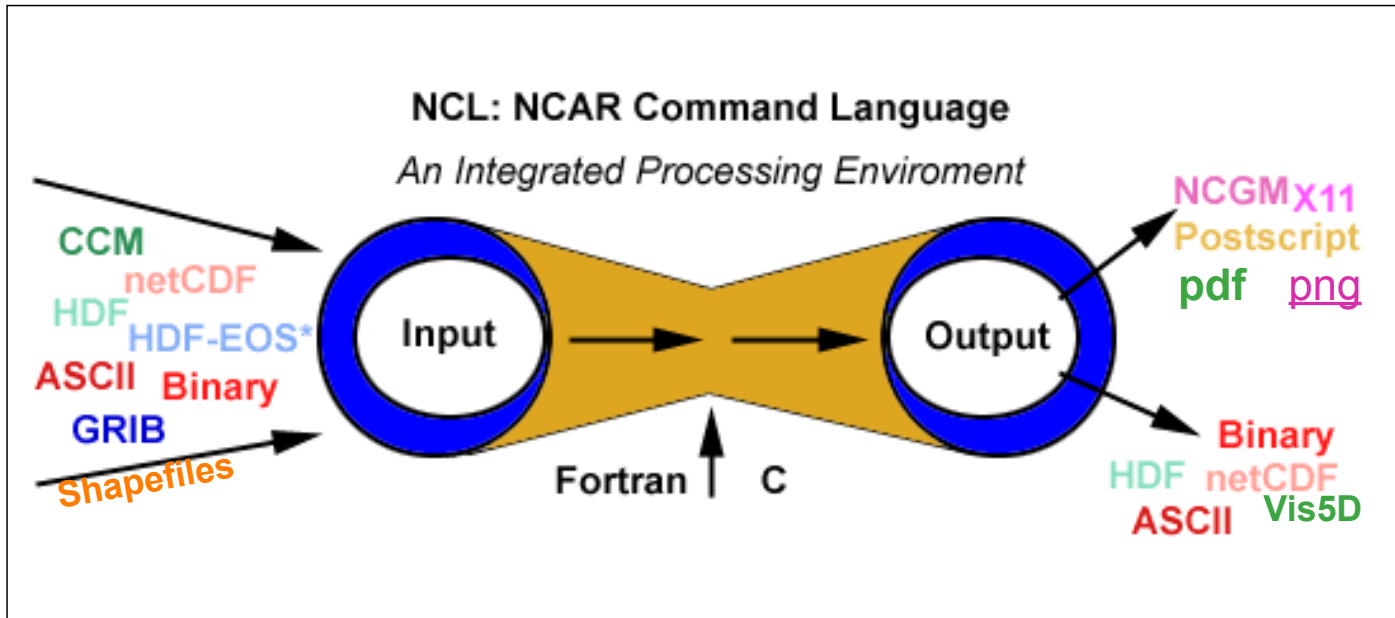 NCL: NCAR Command Language
An Integrated Processing Enviroment
CCM
netCDF
HDF
HDF-EOS*
ASCII
Binary
GRIB
Shapefiles
Input
Output
Fortran
C
NCGM X11
Postscript
pdf png
Binary
HDF netCDF
ASCII Vis5D